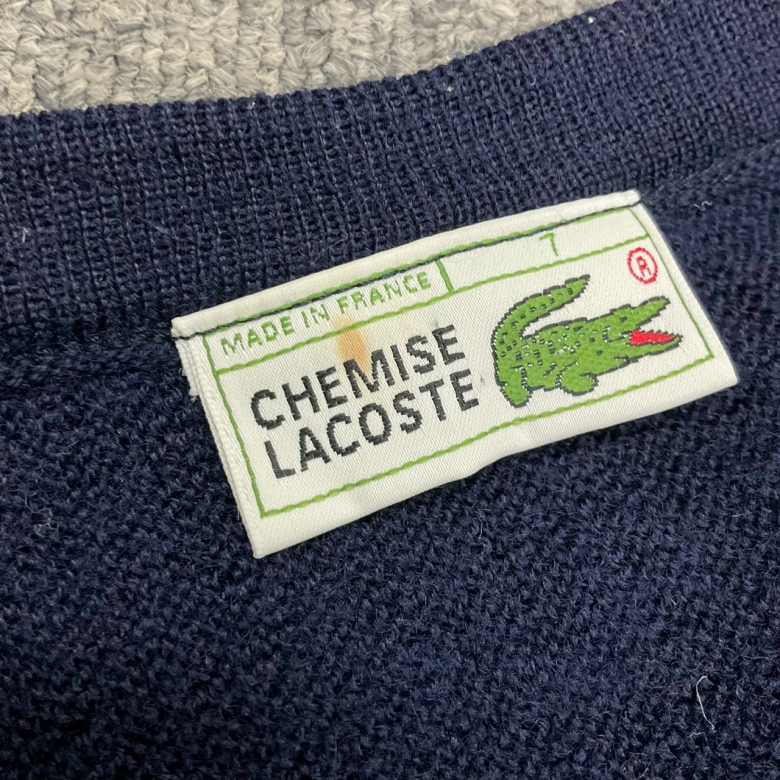 MADE IN FRANCE 7
®
CHEMISE
LACOSTE